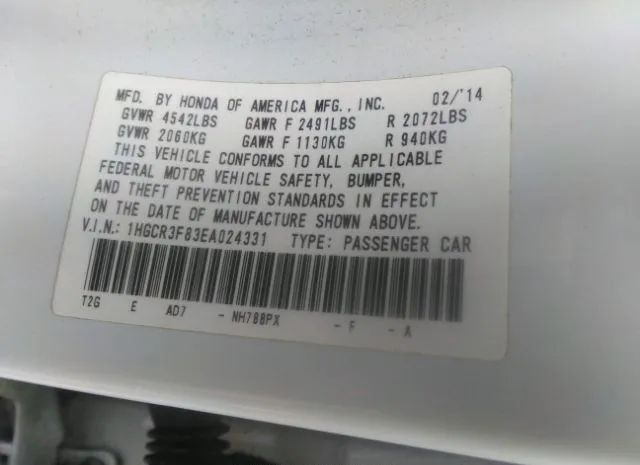 MFD. BY HONDA OF AMERICA MFG., INC. 02/'14
GVWR 4542LBS GAWR F 2491LBS R 2072LBS
GVWR 2060KG GAWR F 1130KG R 940KG
THIS VEHICLE CONFORMS TO ALL APPLICABLE
FEDERAL MOTOR VEHICLE SAFETY, BUMPER,
AND THEFT PREVENTION STANDARDS IN EFFECT
ON THE DATE OF MANUFACTURE SHOWN ABOVE.
V.I.N.: 1HGCR3F83EA024331 TYPE: PASSENGER CAR
T2G E AD7 - NH788PX - F - A